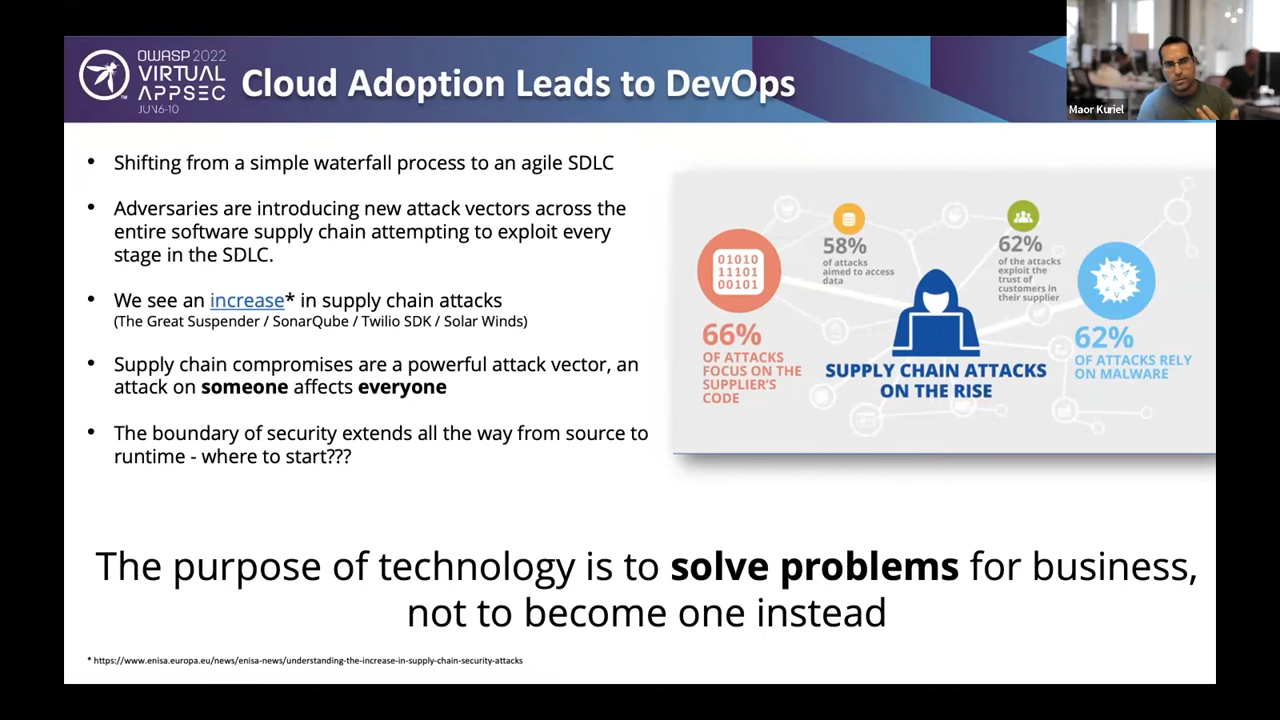 OWASP 2022
VIRTUAL
APPSEC
JUN 6-10
Cloud Adoption Leads to DevOps
Maor Kuriel
• Shifting from a simple waterfall process to an agile SDLC
• Adversaries are introducing new attack vectors across the
entire software supply chain attempting to exploit every
stage in the SDLC.
• We see an increase* in supply chain attacks
(The Great Suspender / SonarQube / Twilio SDK / Solar Winds)
• Supply chain compromises are a powerful attack vector, an
attack on someone affects everyone
• The boundary of security extends all the way from source to
runtime - where to start???
01010
11101
00101
66%
OF ATTACKS
FOCUS ON THE
SUPPLIER'S
CODE
58%
of attacks
aimed to access
data
62%
of the attacks
exploit the
trust of
customers in
their supplier
SUPPLY CHAIN ATTACKS
ON THE RISE
62%
OF ATTACKS RELY
ON MALWARE
The purpose of technology is to solve problems for business,
not to become one instead
* https://www.enisa.europa.eu/news/enisa-news/understanding-the-increase-in-supply-chain-security-attacks